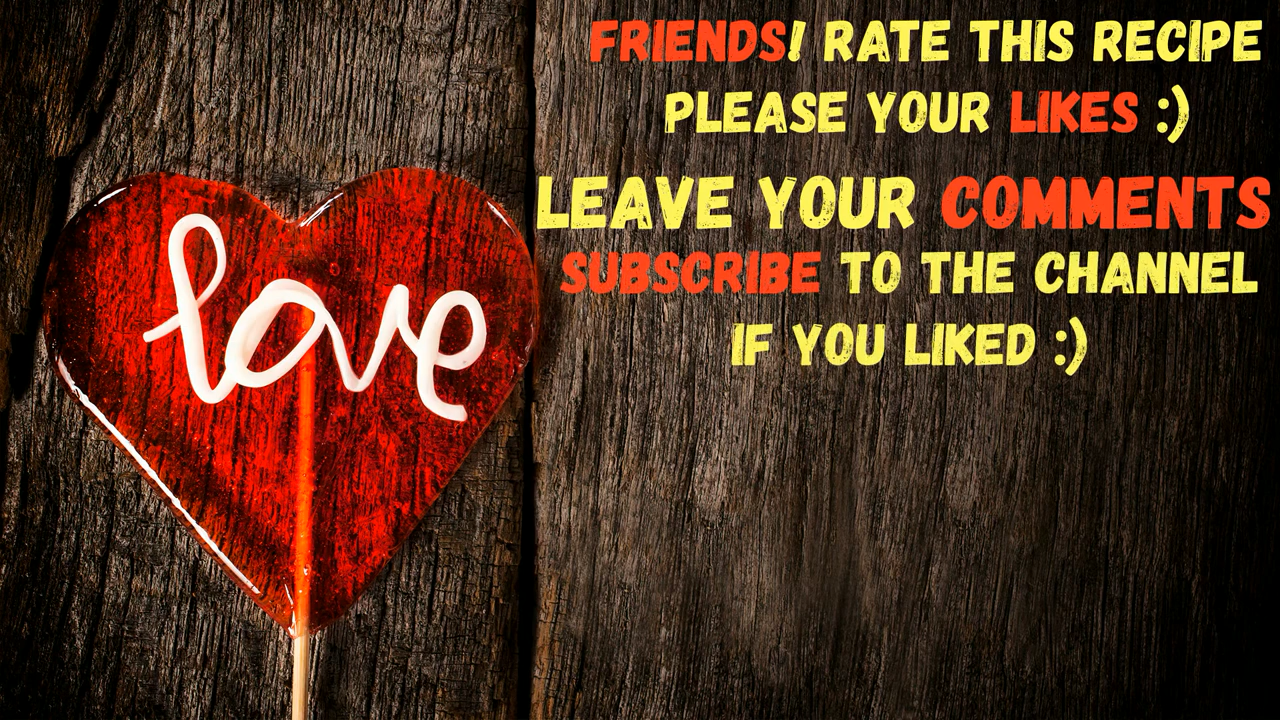 love
FRIENDS! RATE THIS RECIPE
PLEASE YOUR LIKES :)
LEAVE YOUR COMMENTS
SUBSCRIBE TO THE CHANNEL
IF YOU LIKED :)